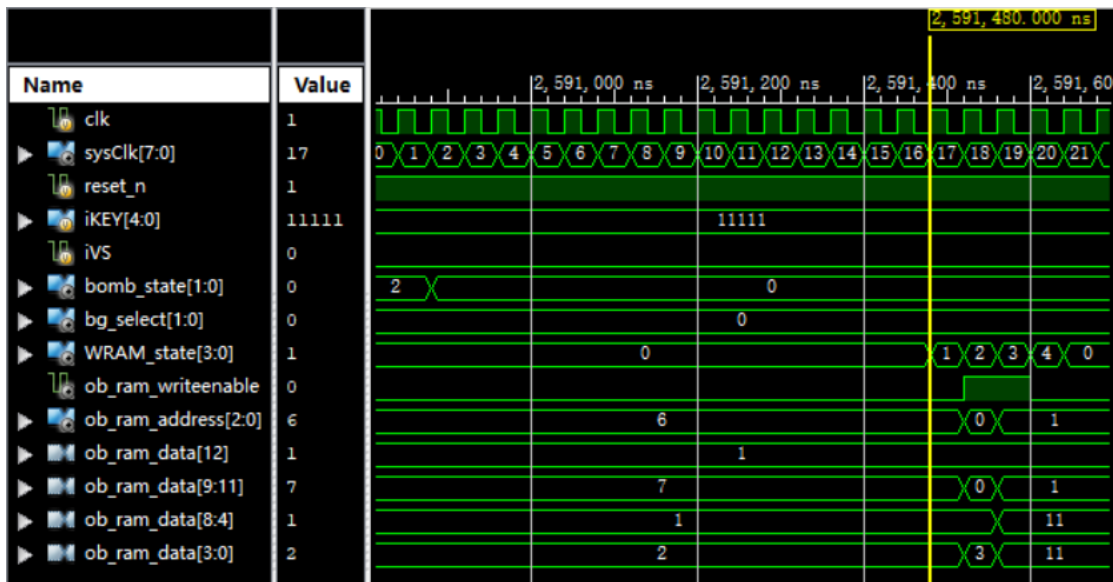 2,591,480.000 ns
Name Value 2,591,000 ns 2,591,200 ns 2,591,400 ns 2,591,60
clk 1
sysClk[7:0] 17 0 1 2 3 4 5 6 7 8 9 10 11 12 13 14 15 16 17 18 19 20 21
reset_n 1
iKEY[4:0] 11111 11111
iVS 0
bomb_state[1:0] 0 2 0
bg_select[1:0] 0 0
WRAM_state[3:0] 1 0 1 2 3 4 0
ob_ram_writeenable 0
ob_ram_address[2:0] 6 6 0 1
ob_ram_data[12] 1 1
ob_ram_data[9:11] 7 7 0 1
ob_ram_data[8:4] 1 1 11
ob_ram_data[3:0] 2 2 3 11